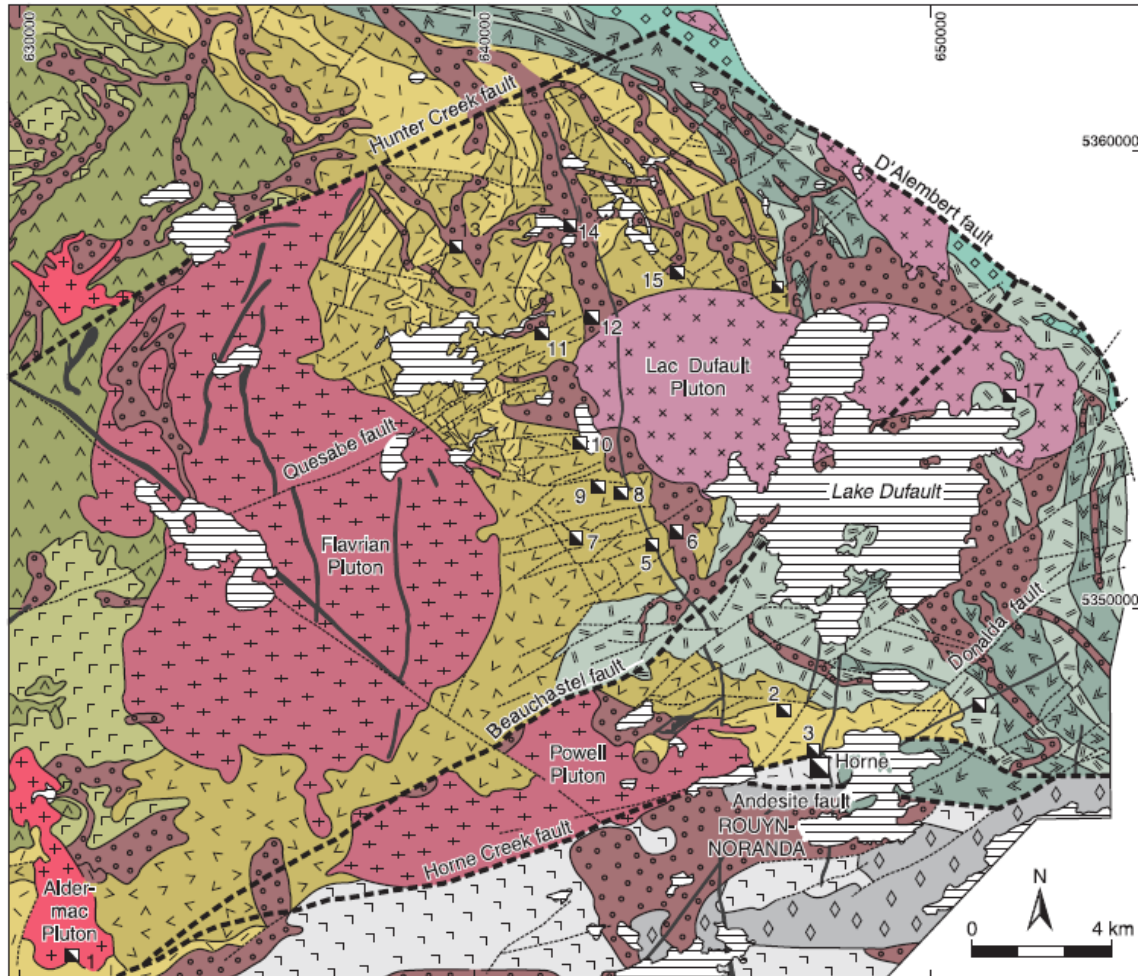 630000
640000
650000
5360000
Hunter Creek fault
D'Alembert fault
14
13
15
16
12
11
Lac Dufault
Pluton
17
Quesabe fault
10
9
8
Lake Dufault
Flavrian
Pluton
7
6
5
5350000
Donalda fault
Beauchastel fault
2
4
3
Powell
Pluton
Horne
Andesite fault
ROUYN-
NORANDA
Horne Creek fault
Alder-
mac
Pluton
1
N
0
4 km